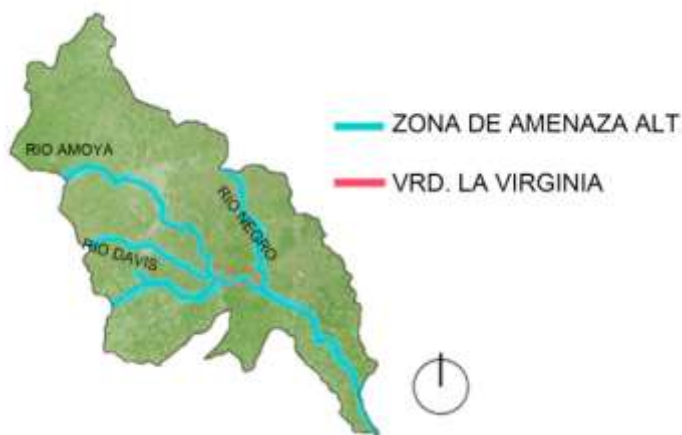 ZONA DE AMENAZA ALT
VRD. LA VIRGINIA
RIO AMOYA
RIO NEGRO
RIO DAVIS